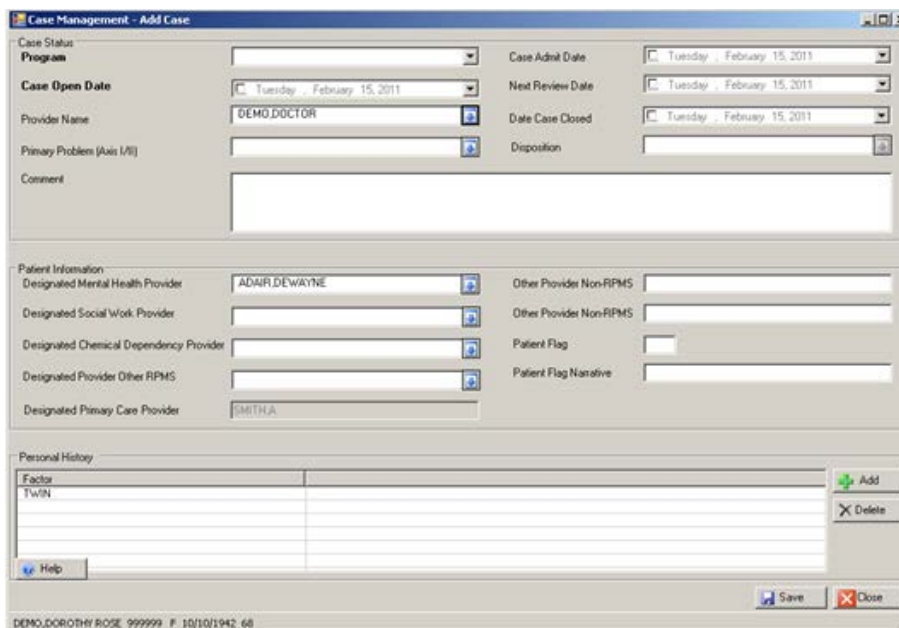 Case Management - Add Case
Case Status
Program
Case Admit Date
Tuesday , February 15, 2011
Case Open Date
Tuesday , February 15, 2011
Next Review Date
Tuesday , February 15, 2011
Provider Name
DEMO,DOCTOR
Date Case Closed
Tuesday , February 15, 2011
Primary Problem (Axis I/II)
Disposition
Comment
Patient Information
Designated Mental Health Provider
ADAIR,DEWAYNE
Other Provider Non-RPMS
Designated Social Work Provider
Other Provider Non-RPMS
Designated Chemical Dependency Provider
Patient Flag
Designated Provider Other RPMS
Patient Flag Narrative
Designated Primary Care Provider
SMITH,A
Personal History
Factor
Add
TWIN
Delete
Help
Save
Close
DEMO,DOROTHY ROSE 999999 F 10/10/1942 68